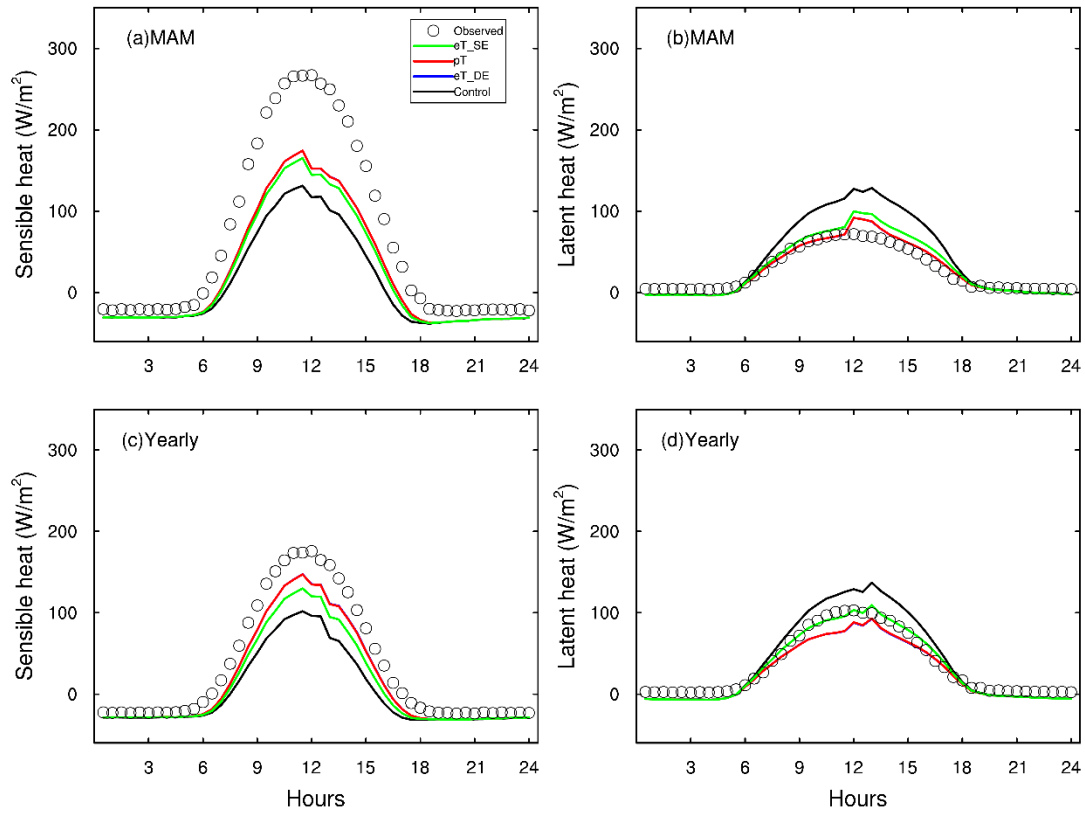 (a)MAM
Observed
eT_SE
pT
eT_DE
Control
Sensible heat (W/m²)
300
200
100
0
3 6 9 12 15 18 21 24
(b)MAM
Latent heat (W/m²)
300
200
100
0
3 6 9 12 15 18 21 24
(c)Yearly
Sensible heat (W/m²)
300
200
100
0
3 6 9 12 15 18 21 24
Hours
(d)Yearly
Latent heat (W/m²)
300
200
100
0
3 6 9 12 15 18 21 24
Hours